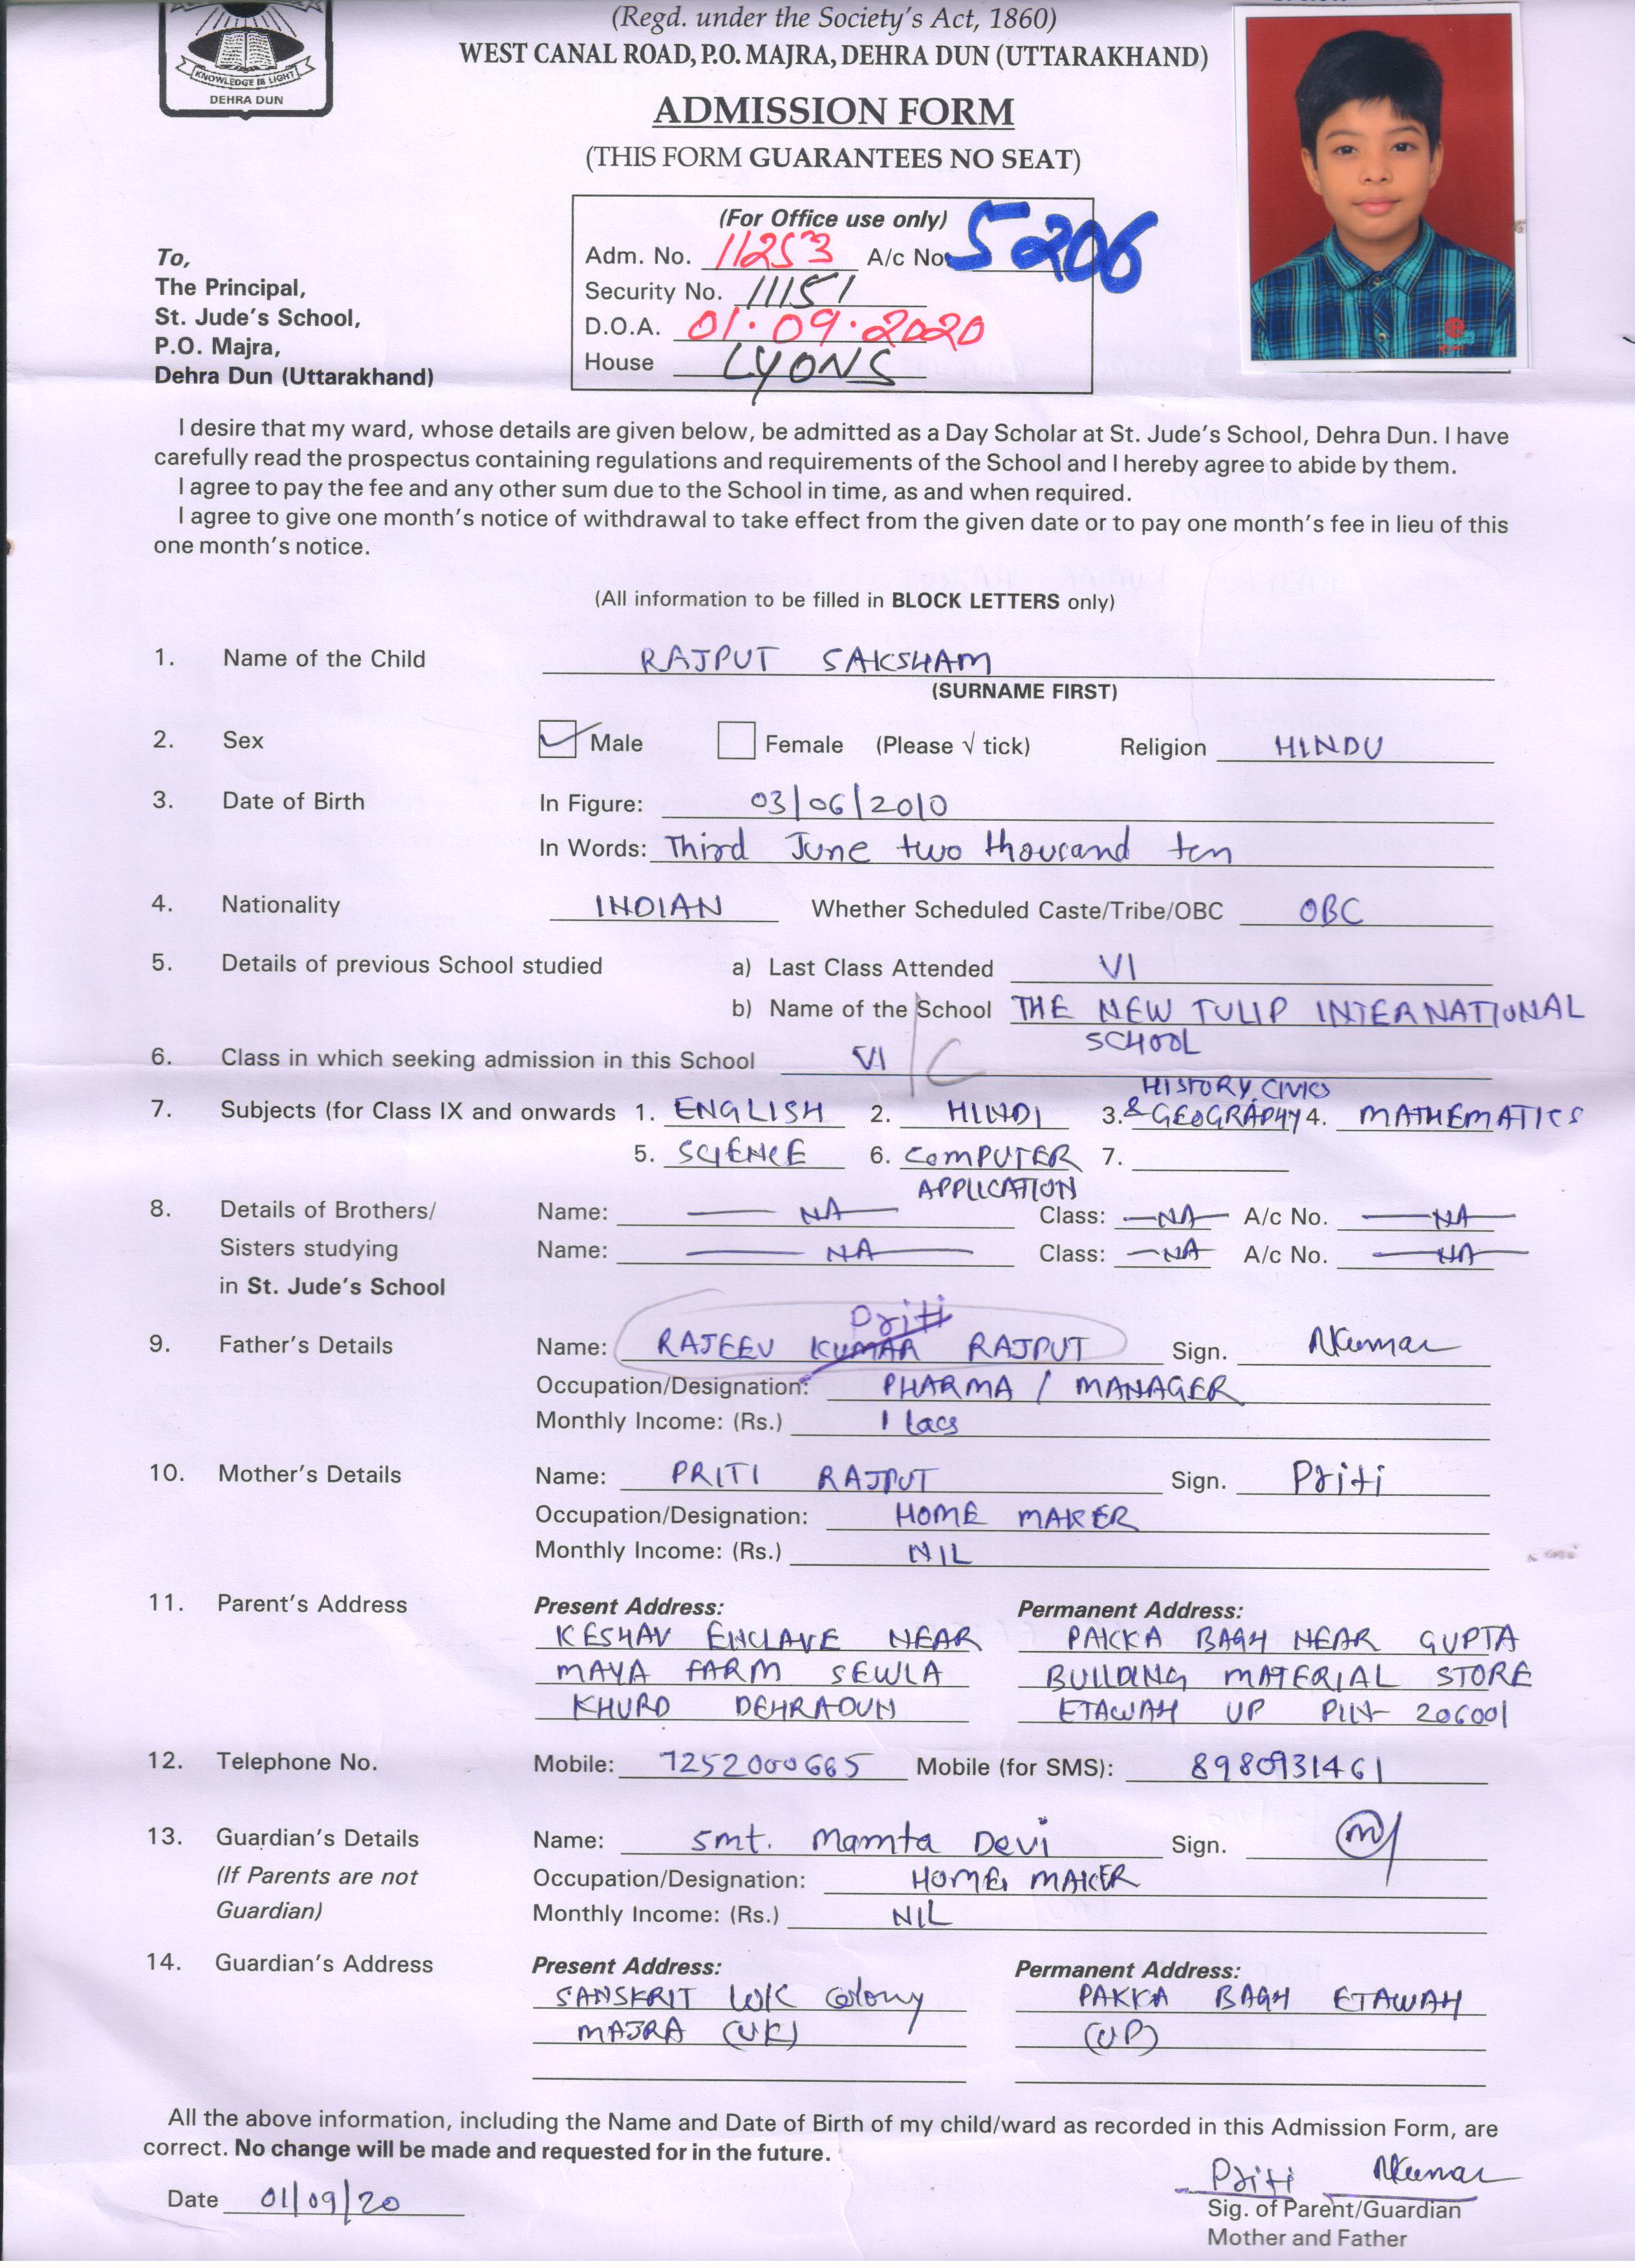 KNOWLEDGE IS LIGHT
DEHRA DUN
(Regd. under the Society's Act, 1860)
WEST CANAL ROAD, P.O. MAJRA, DEHRA DUN (UTTARAKHAND)
ADMISSION FORM
(THIS FORM GUARANTEES NO SEAT)
(For Office use only)
Adm. No. 11253 A/c No. 5206
Security No. 11151
D.O.A. 01.09.2020
House LYONS
To,
The Principal,
St. Jude's School,
P.O. Majra,
Dehra Dun (Uttarakhand)
I desire that my ward, whose details are given below, be admitted as a Day Scholar at St. Jude's School, Dehra Dun. I have
carefully read the prospectus containing regulations and requirements of the School and I hereby agree to abide by them.
I agree to pay the fee and any other sum due to the School in time, as and when required.
I agree to give one month's notice of withdrawal to take effect from the given date or to pay one month's fee in lieu of this
one month's notice.
(All information to be filled in BLOCK LETTERS only)
1. Name of the Child RAJPUT SAKSHAM
(SURNAME FIRST)
2. Sex Male Female (Please √ tick) Religion HINDU
3. Date of Birth In Figure: 03/06/2010
In Words: Third June two thousand ten
4. Nationality INDIAN Whether Scheduled Caste/Tribe/OBC OBC
5. Details of previous School studied a) Last Class Attended VI
b) Name of the School THE NEW TULIP INTERNATIONAL
SCHOOL
6. Class in which seeking admission in this School VI/C
HISTORY, CIVICS
7. Subjects (for Class IX and onwards 1. ENGLISH 2. HINDI 3. & GEOGRAPHY 4. MATHEMATICS
5. SCIENCE 6. COMPUTER 7.
APPLICATION
8. Details of Brothers/ Name: NA Class: NA A/c No. NA
Sisters studying Name: NA Class: NA A/c No. NA
in St. Jude's School
Priti
9. Father's Details Name: RAJEEV KUMAR RAJPUT Sign. RKumar
Occupation/Designation: PHARMA / MANAGER
Monthly Income: (Rs.) 1 lacs
10. Mother's Details Name: PRITI RAJPUT Sign. Priti
Occupation/Designation: HOME MAKER
Monthly Income: (Rs.) NIL
11. Parent's Address Present Address: Permanent Address:
KESHAV ENCLAVE NEAR PAKKA BAGH NEAR GUPTA
MAYA FARM SEWLA BUILDING MATERIAL STORE
KHURD DEHRADUN ETAWAH UP PIN- 206001
12. Telephone No. Mobile: 7252000665 Mobile (for SMS): 8980931461
13. Guardian's Details Name: Smt. Mamta Devi Sign.
(If Parents are not Occupation/Designation: HOME MAKER
Guardian) Monthly Income: (Rs.) NIL
14. Guardian's Address Present Address: Permanent Address:
SANSKRIT Colony PAKKA BAGH ETAWAH
MAJRA (UK) (UP)
All the above information, including the Name and Date of Birth of my child/ward as recorded in this Admission Form, are
correct. No change will be made and requested for in the future.
Priti RKumar
Date 01/09/20
Sig. of Parent/Guardian
Mother and Father